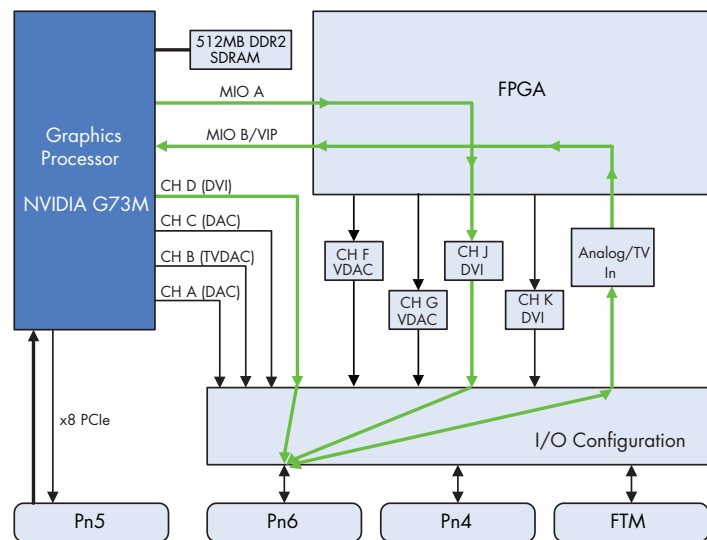 512MB DDR2
SDRAM
FPGA
MIO A
Graphics
Processor
NVIDIA G73M
MIO B/VIP
CH D (DVI)
CH C (DAC)
CH B (TVDAC)
CH A (DAC)
CH F
VDAC
CH G
VDAC
CH J
DVI
CH K
DVI
Analog/TV
In
x8 PCIe
I/O Configuration
Pn5
Pn6
Pn4
FTM